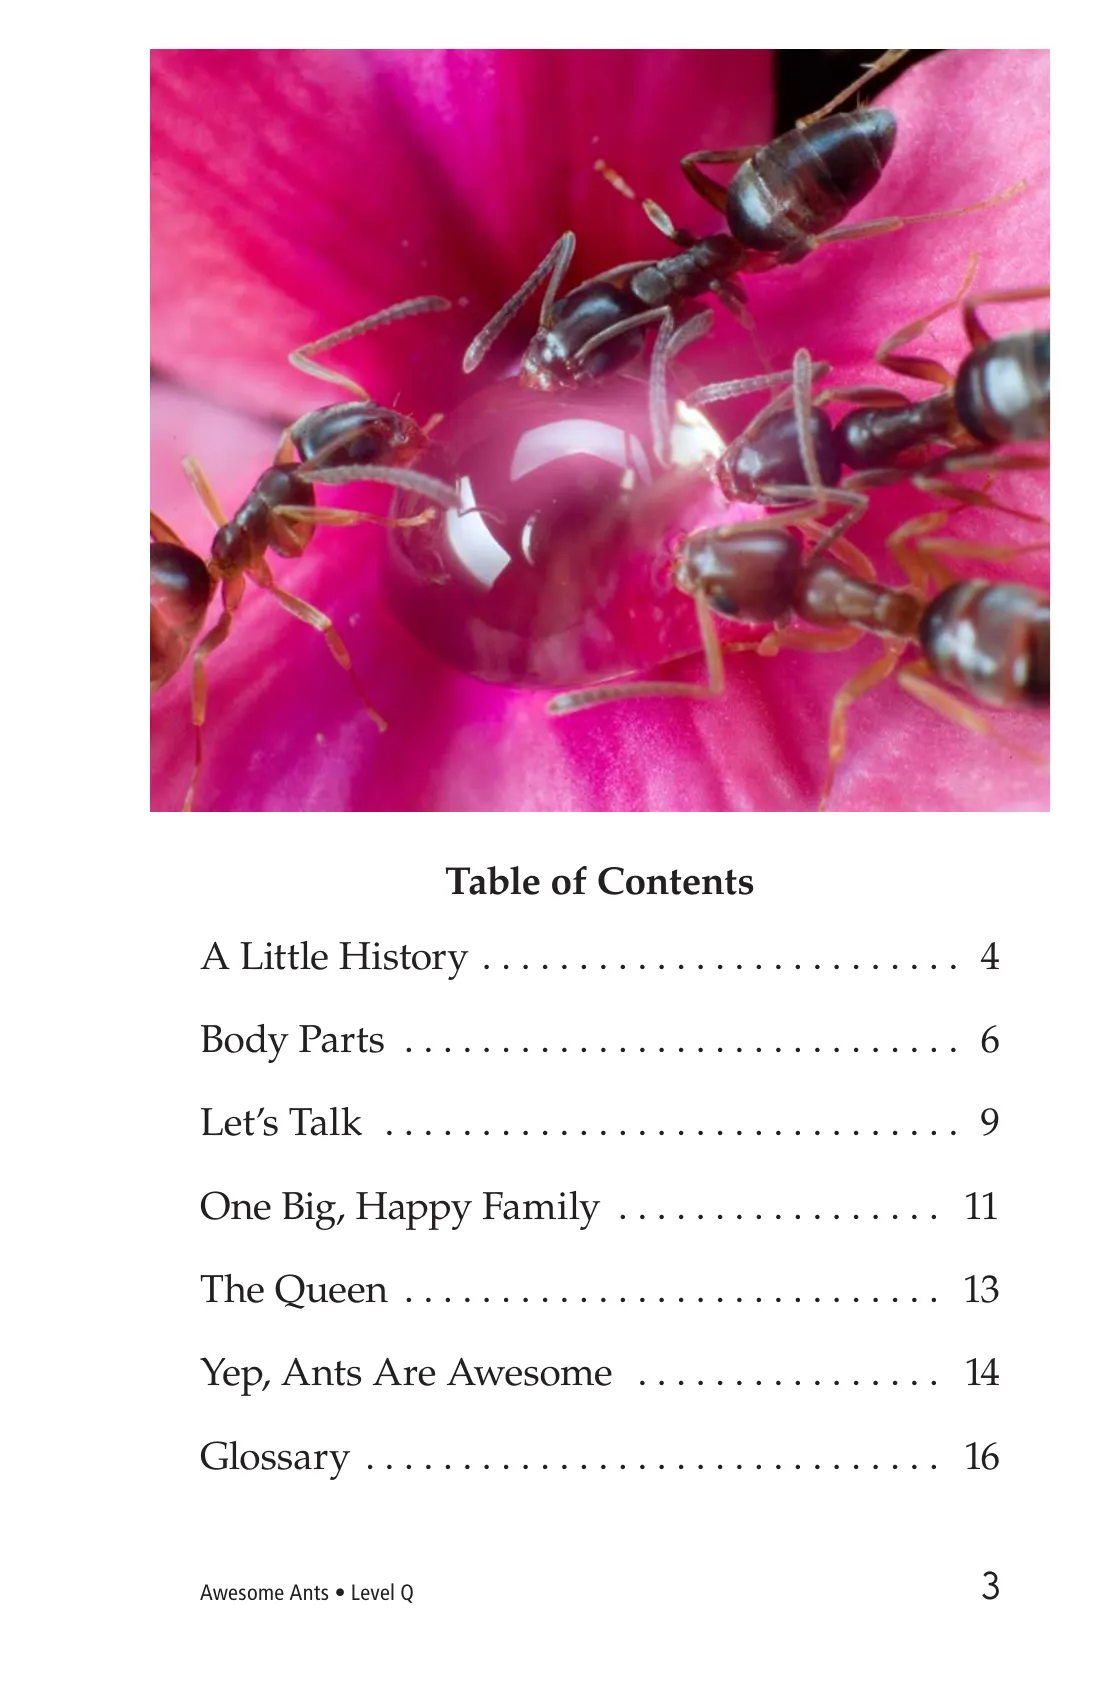 Table of Contents
A Little History . . . . . . . . . . . . . . . . . . . . . . . . . 4
Body Parts . . . . . . . . . . . . . . . . . . . . . . . . . . . . . 6
Let’s Talk . . . . . . . . . . . . . . . . . . . . . . . . . . . . . . 9
One Big, Happy Family . . . . . . . . . . . . . . . . . 11
The Queen . . . . . . . . . . . . . . . . . . . . . . . . . . . . 13
Yep, Ants Are Awesome . . . . . . . . . . . . . . . . 14
Glossary . . . . . . . . . . . . . . . . . . . . . . . . . . . . . . 16
Awesome Ants • Level Q 3